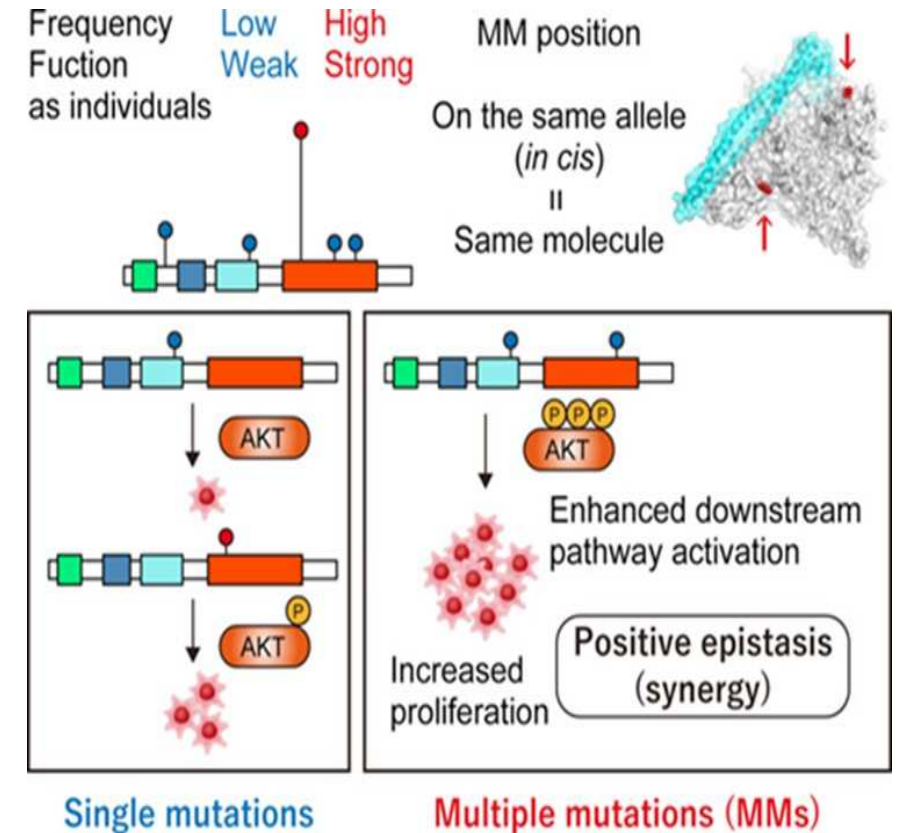 Frequency Low High
Fuction Weak Strong
as individuals
MM position
On the same allele
(in cis)
=
Same molecule
AKT
P
AKT
P P P
AKT
Enhanced downstream
pathway activation
Increased
proliferation
Positive epistasis
(synergy)
Single mutations
Multiple mutations (MMs)